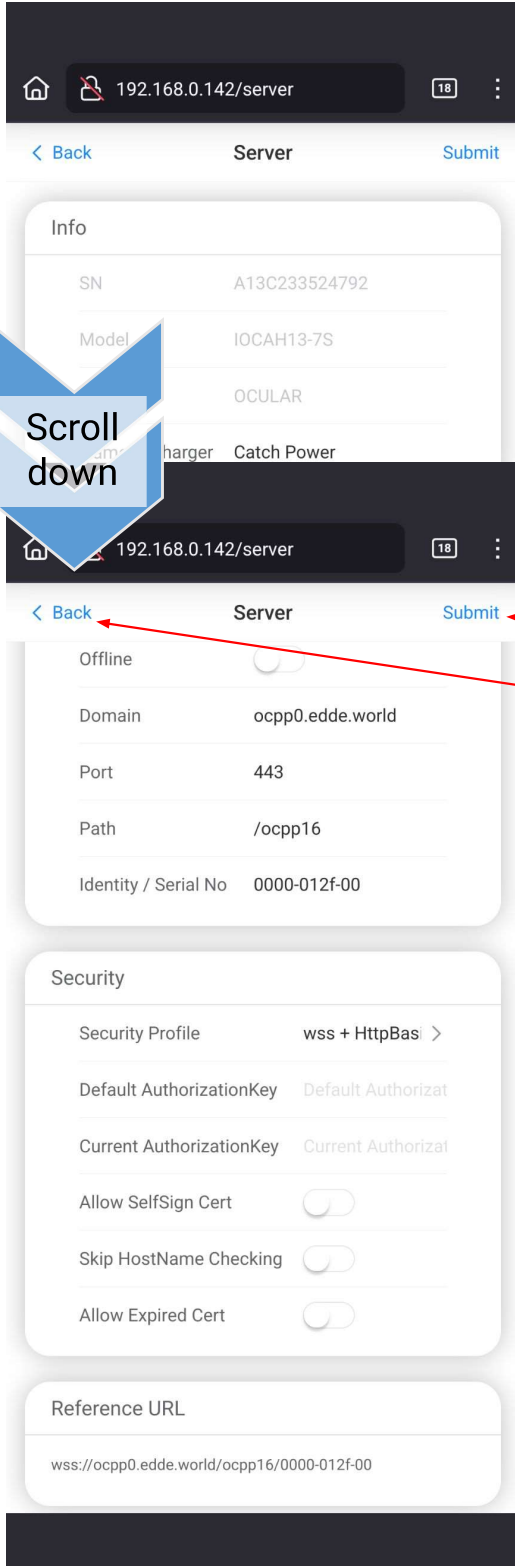 192.168.0.142/server
18
Back Server Submit
Info
SN A13C233524792
Model IOCAH13-7S
OCULAR
Scroll down
harger Catch Power
192.168.0.142/server
18
Back Server Submit
Offline
Domain ocpp0.edde.world
Port 443
Path /ocpp16
Identity / Serial No 0000-012f-00
Security
Security Profile wss + HttpBasi
Default AuthorizationKey Default Authorizat
Current AuthorizationKey Current Authorizat
Allow SelfSign Cert
Skip HostName Checking
Allow Expired Cert
Reference URL
wss://ocpp0.edde.world/ocpp16/0000-012f-00